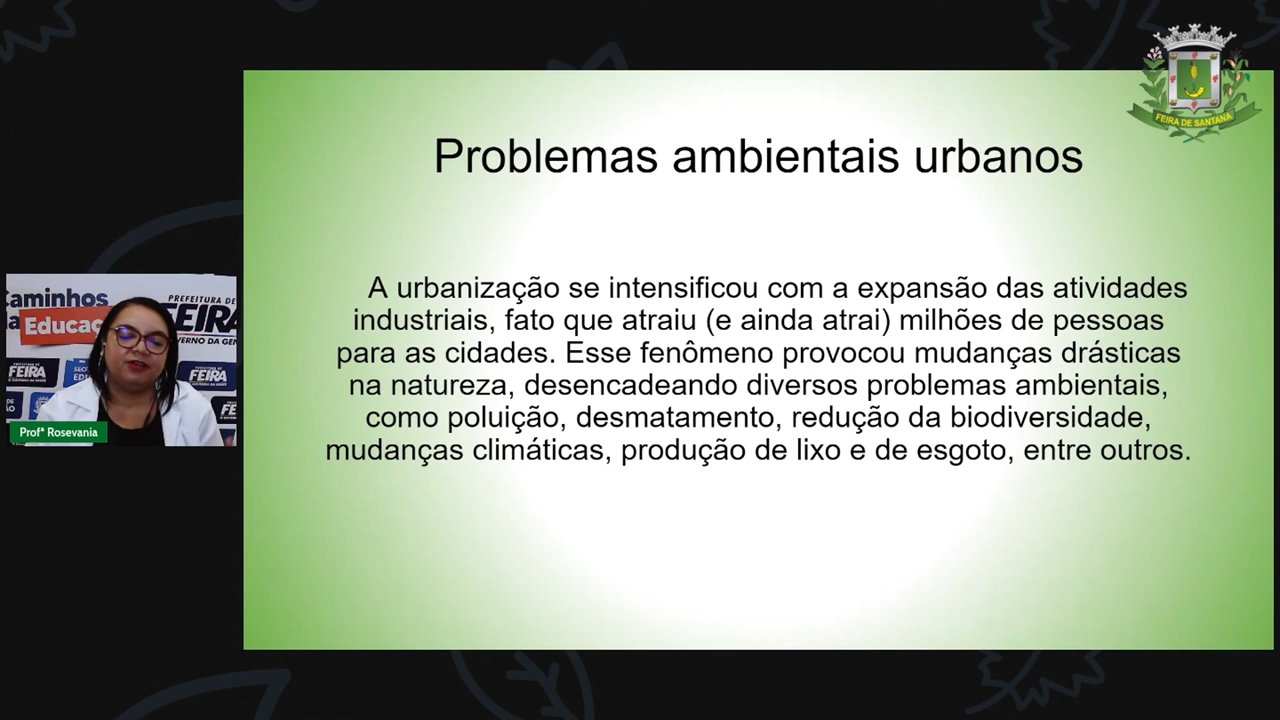 FEIRA DE SANTANA
Problemas ambientais urbanos
A urbanização se intensificou com a expansão das atividades
industriais, fato que atraiu (e ainda atrai) milhões de pessoas
para as cidades. Esse fenômeno provocou mudanças drásticas
na natureza, desencadeando diversos problemas ambientais,
como poluição, desmatamento, redução da biodiversidade,
mudanças climáticas, produção de lixo e de esgoto, entre outros.
aminhos
Educaç
PREFEITURA DE
FEIRA
FEIRA
FEIRA
Profª Rosevania